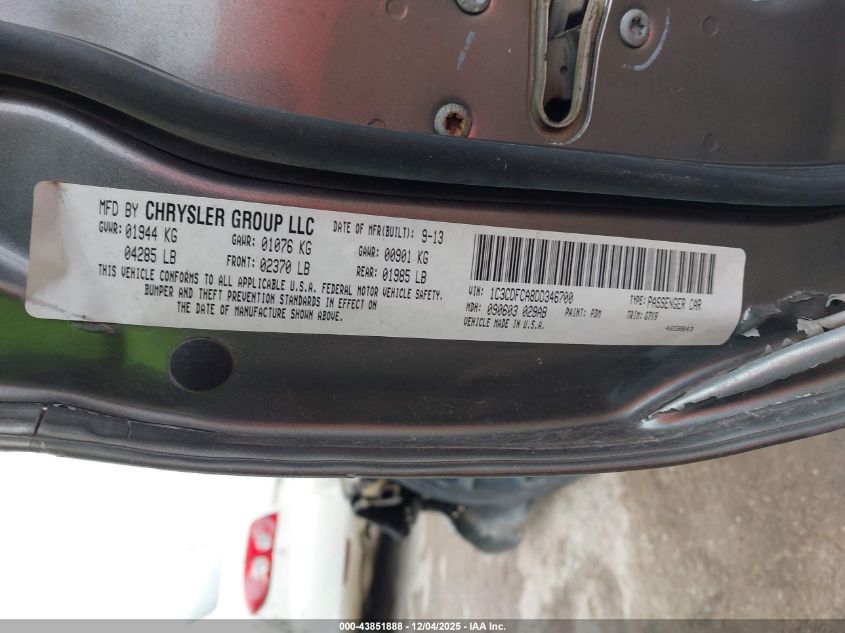 MFD BY CHRYSLER GROUP LLC DATE OF MFR(BUILT): 9-13
GVWR: 01944 KG GAWR: 01076 KG GAWR: 00901 KG
04285 LB FRONT: 02370 LB REAR: 01985 LB
THIS VEHICLE CONFORMS TO ALL APPLICABLE U.S.A. FEDERAL MOTOR VEHICLE SAFETY,
BUMPER AND THEFT PREVENTION STANDARDS IN EFFECT ON
THE DATE OF MANUFACTURE SHOWN ABOVE.
VIN: 1C3CDFCA8DD346700 TYPE: PASSENGER CAR
MDH: 090603 029AB PAINT: PDM TRIM: G7X9
VEHICLE MADE IN U.S.A.
000-43851888 - 12/04/2025 - IAA Inc.